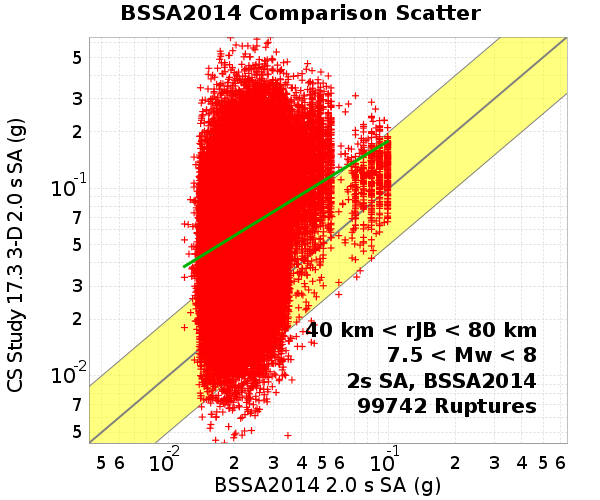 BSSA2014 Comparison Scatter
CS Study 17.3 3-D 2.0 s SA (g)
5
3
2
10^-1
7
5
3
2
10^-2
7
5
40 km < rJB < 80 km
7.5 < Mw < 8
2s SA, BSSA2014
99742 Ruptures
5 6 10^-2 2 3 4 5 6 10^-1 2 3 4 5 6
BSSA2014 2.0 s SA (g)